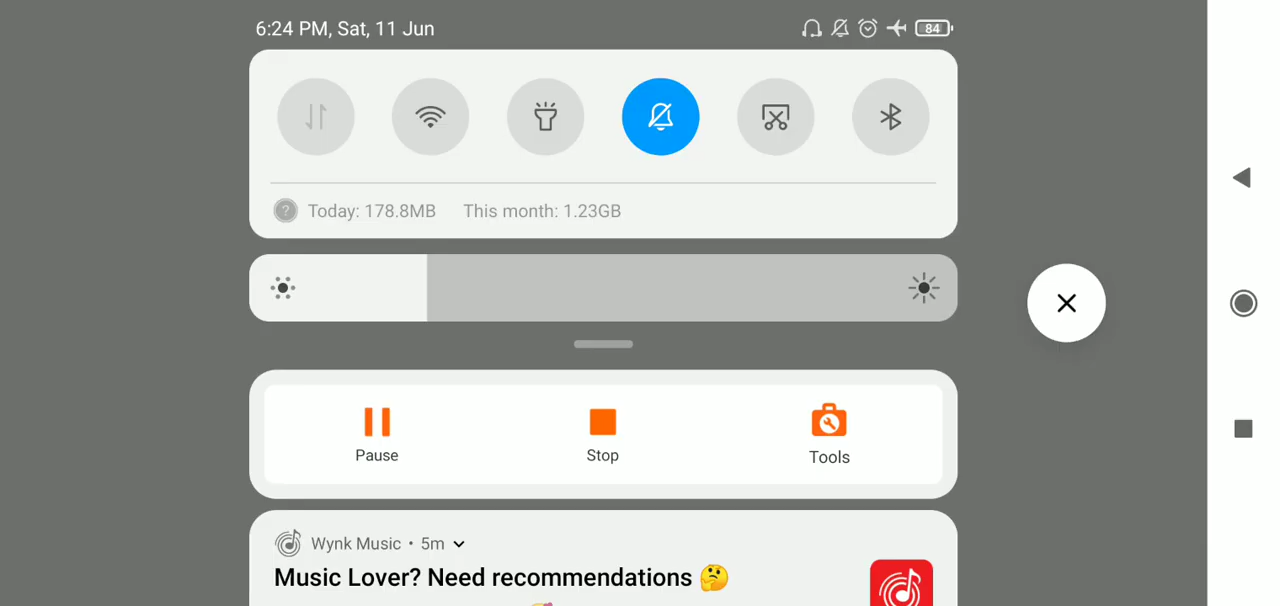 6:24 PM, Sat, 11 Jun 84
? Today: 178.8MB This month: 1.23GB
Pause Stop Tools
Wynk Music • 5m
Music Lover? Need recommendations 🤔